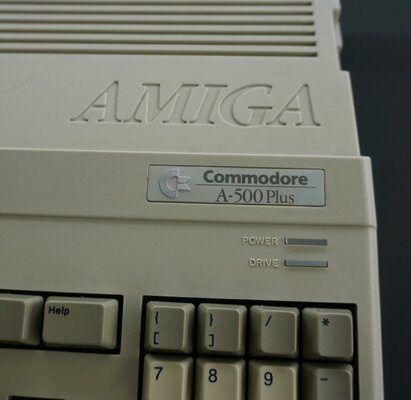 AMIGA
Commodore
A-500 Plus
POWER
DRIVE
Help
{ } / *
[ ]
7 8 9 -